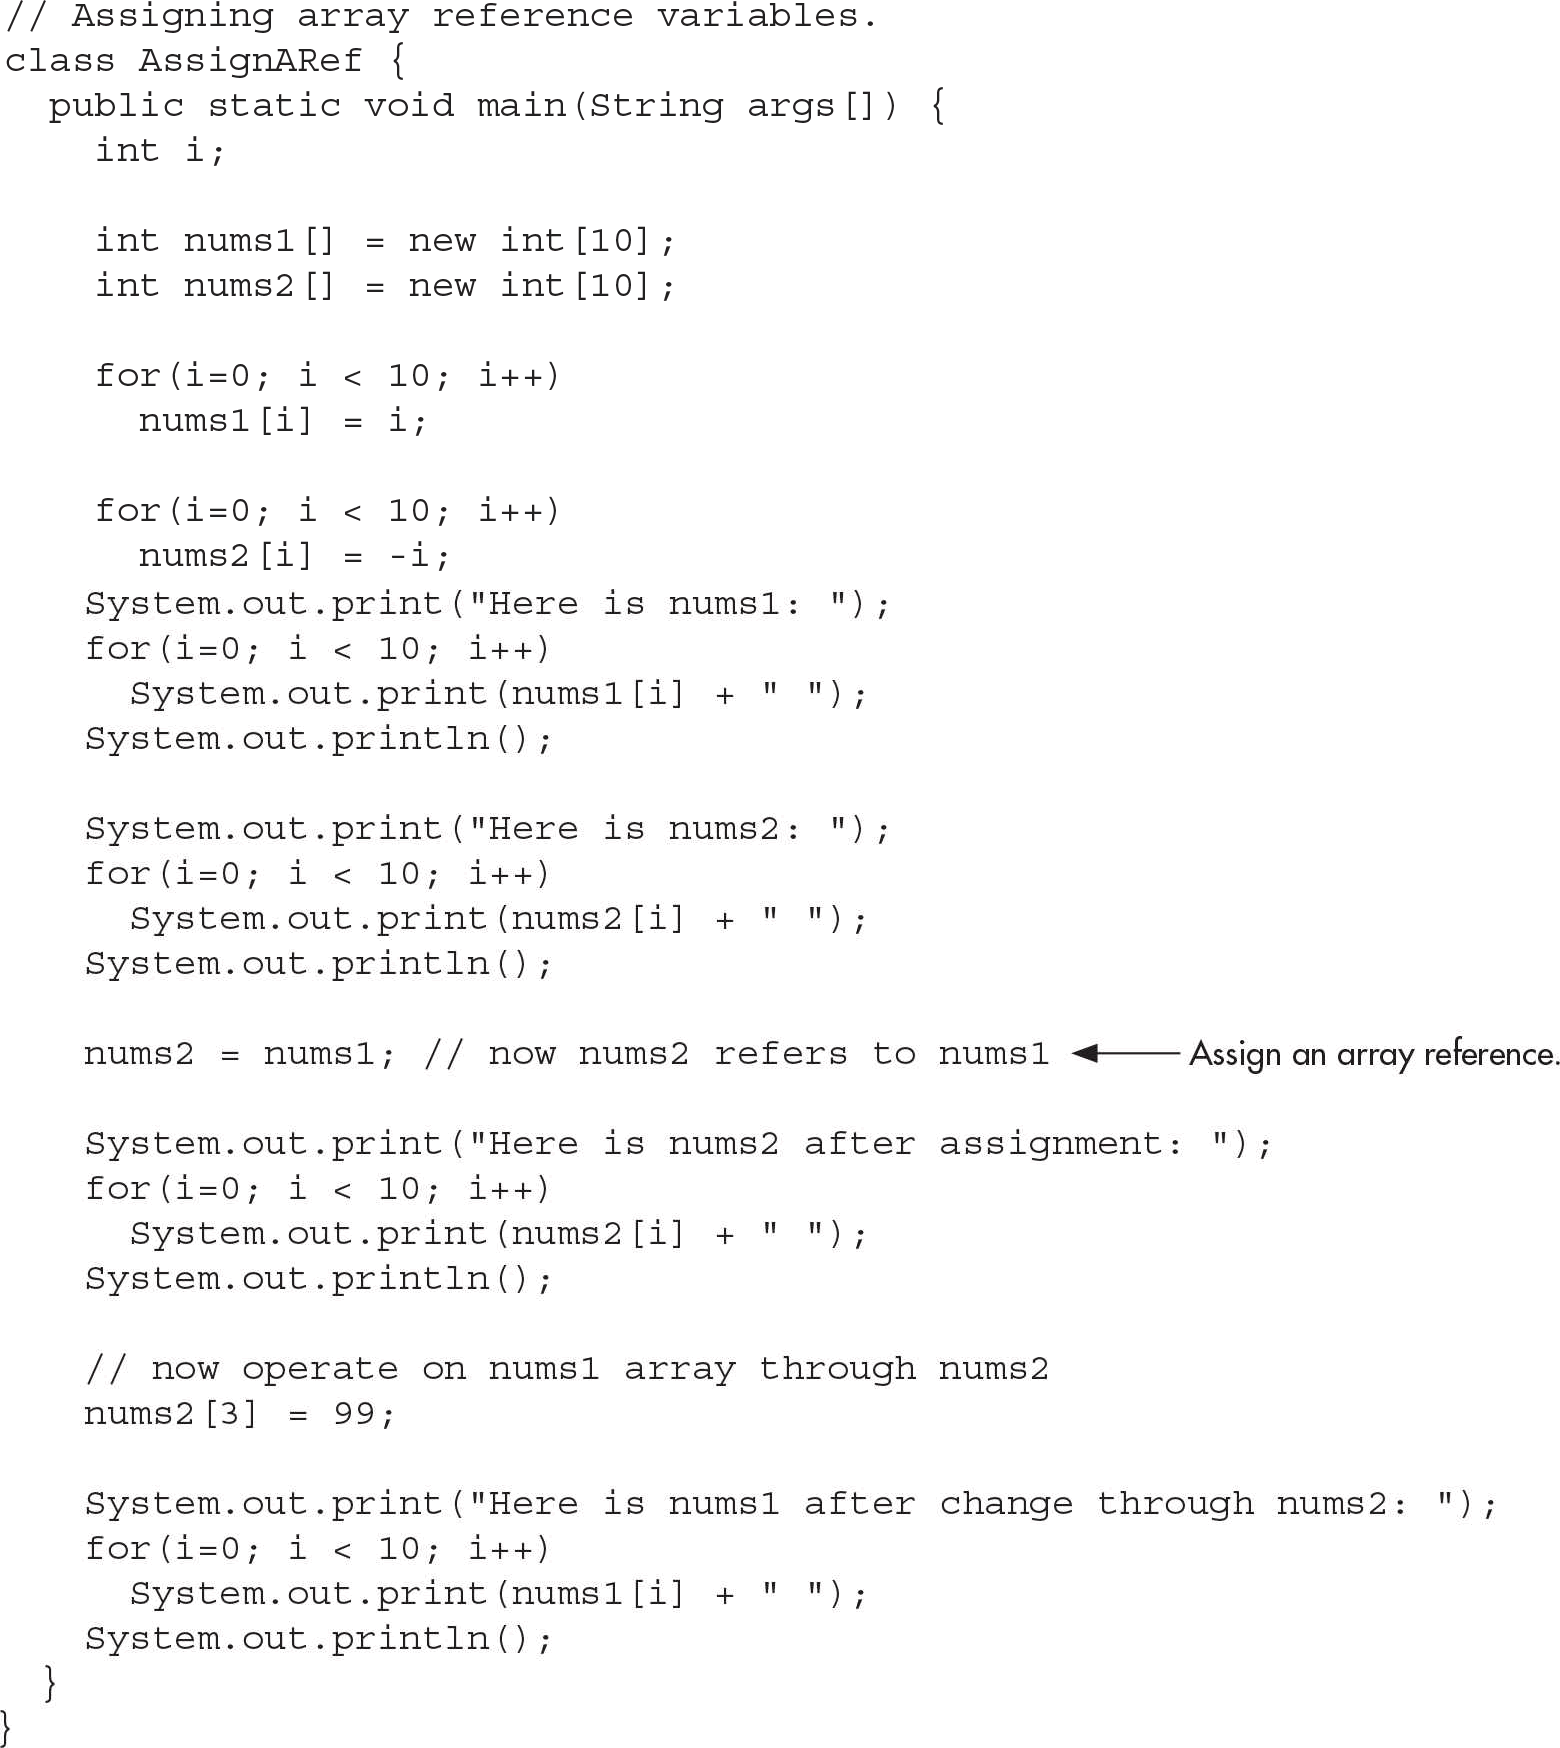 // Assigning array reference variables.
class AssignARef {
  public static void main(String args[]) {
    int i;

    int nums1[] = new int[10];
    int nums2[] = new int[10];

    for(i=0; i < 10; i++)
      nums1[i] = i;

    for(i=0; i < 10; i++)
      nums2[i] = -i;
    System.out.print("Here is nums1: ");
    for(i=0; i < 10; i++)
      System.out.print(nums1[i] + " ");
    System.out.println();

    System.out.print("Here is nums2: ");
    for(i=0; i < 10; i++)
      System.out.print(nums2[i] + " ");
    System.out.println();

    nums2 = nums1; // now nums2 refers to nums1 Assign an array reference.

    System.out.print("Here is nums2 after assignment: ");
    for(i=0; i < 10; i++)
      System.out.print(nums2[i] + " ");
    System.out.println();

    // now operate on nums1 array through nums2
    nums2[3] = 99;

    System.out.print("Here is nums1 after change through nums2: ");
    for(i=0; i < 10; i++)
      System.out.print(nums1[i] + " ");
    System.out.println();
  }
}